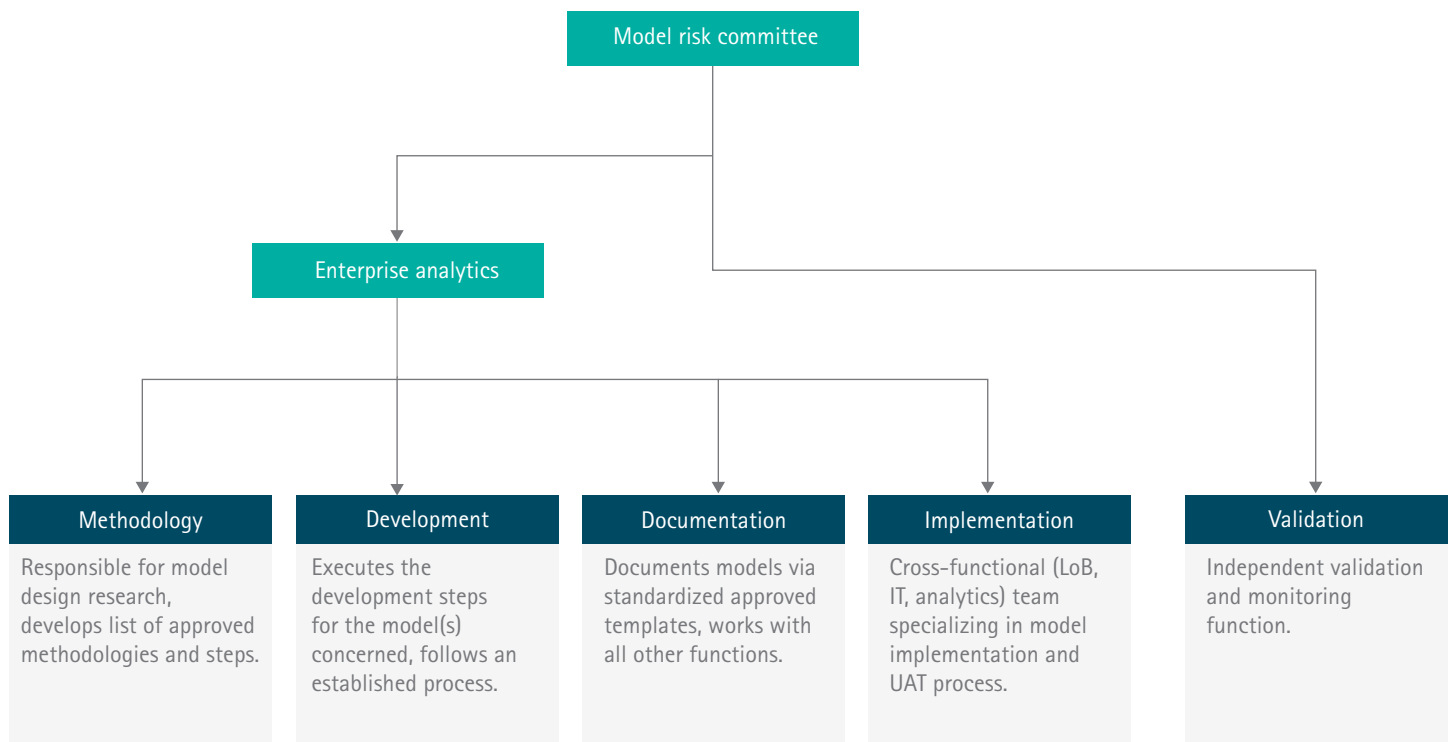 Model risk committee
Enterprise analytics
Methodology
Responsible for model
design research,
develops list of approved
methodologies and steps.
Development
Executes the
development steps
for the model(s)
concerned, follows an
established process.
Documentation
Documents models via
standardized approved
templates, works with
all other functions.
Implementation
Cross-functional (LoB,
IT, analytics) team
specializing in model
implementation and
UAT process.
Validation
Independent validation
and monitoring
function.